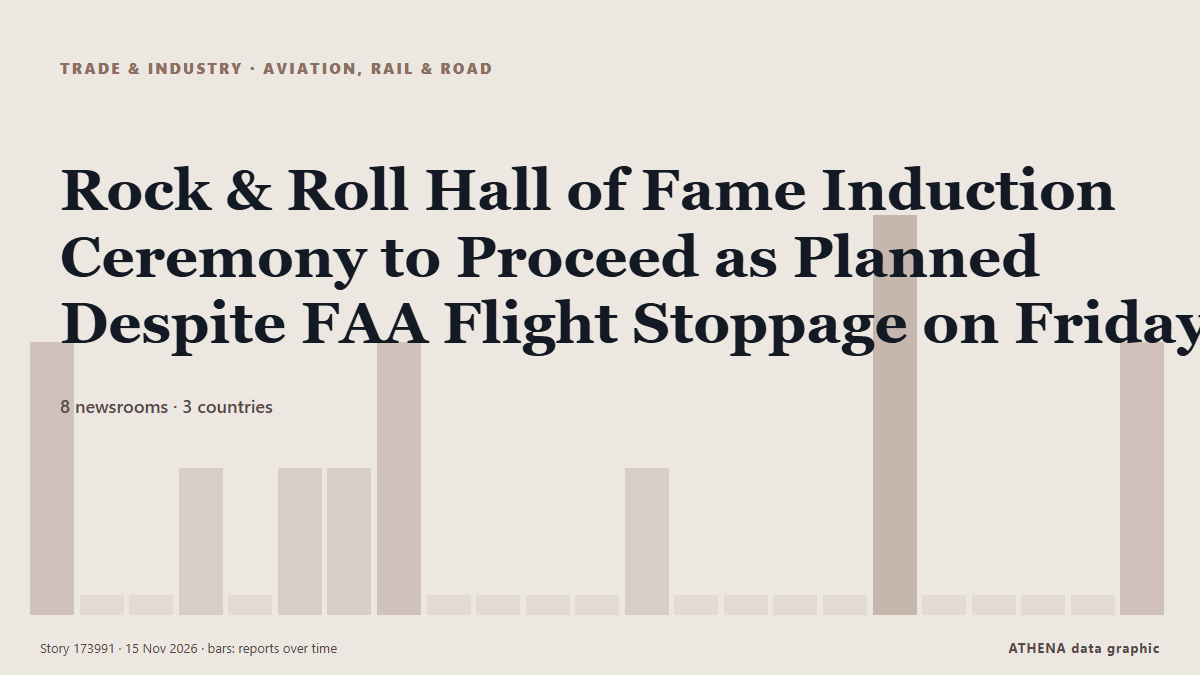 TRADE & INDUSTRY · AVIATION, RAIL & ROAD
Rock & Roll Hall of Fame Induction
Ceremony to Proceed as Planned
Despite FAA Flight Stoppage on Friday
8 newsrooms · 3 countries
Story 173991 · 15 Nov 2026 · bars: reports over time
ATHENA data graphic